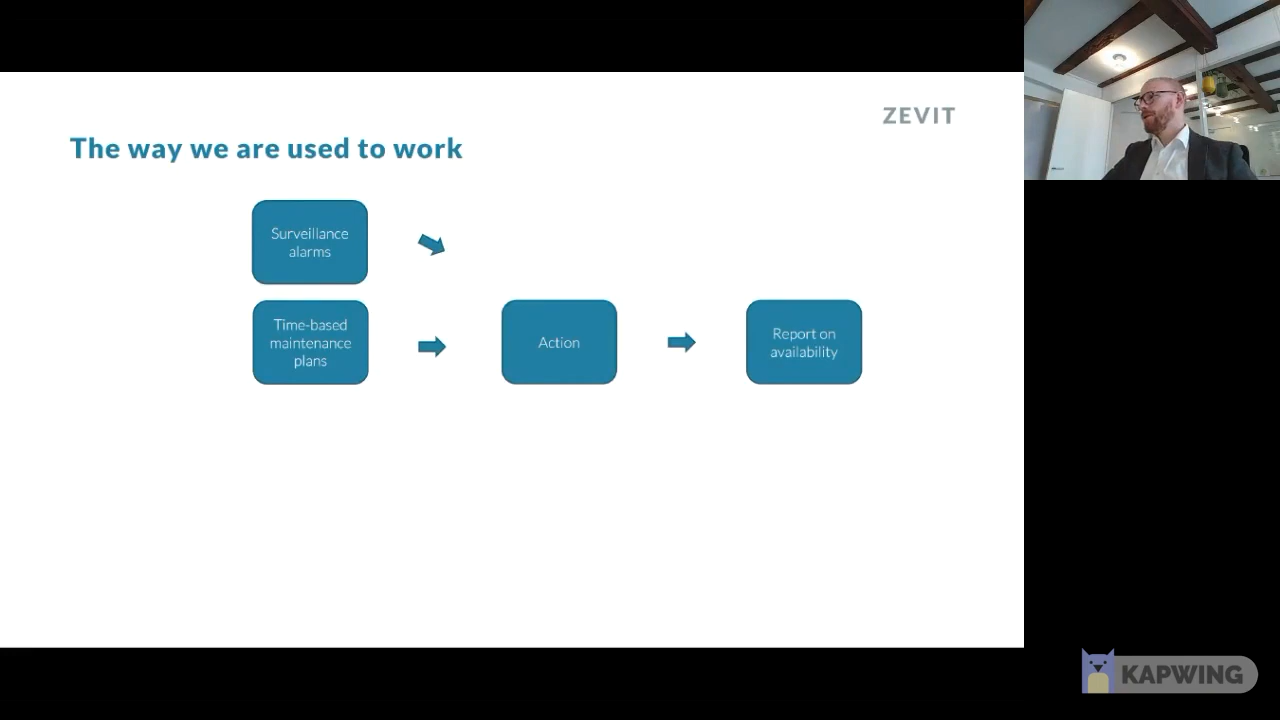 ZEVIT
The way we are used to work
Surveillance
alarms
Time-based
maintenance
plans
Action
Report on
availability
KAPWING